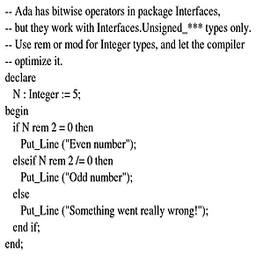 -- Ada has bitwise operators in package Interfaces,
-- but they work with Interfaces.Unsigned_*** types only.
-- Use rem or mod for Integer types, and let the compiler
-- optimize it.
declare
  N : Integer := 5;
begin
  if N rem 2 = 0 then
    Put_Line ("Even number");
  elseif N rem 2 /= 0 then
    Put_Line ("Odd number");
  else
    Put_Line ("Something went really wrong!");
  end if;
end;